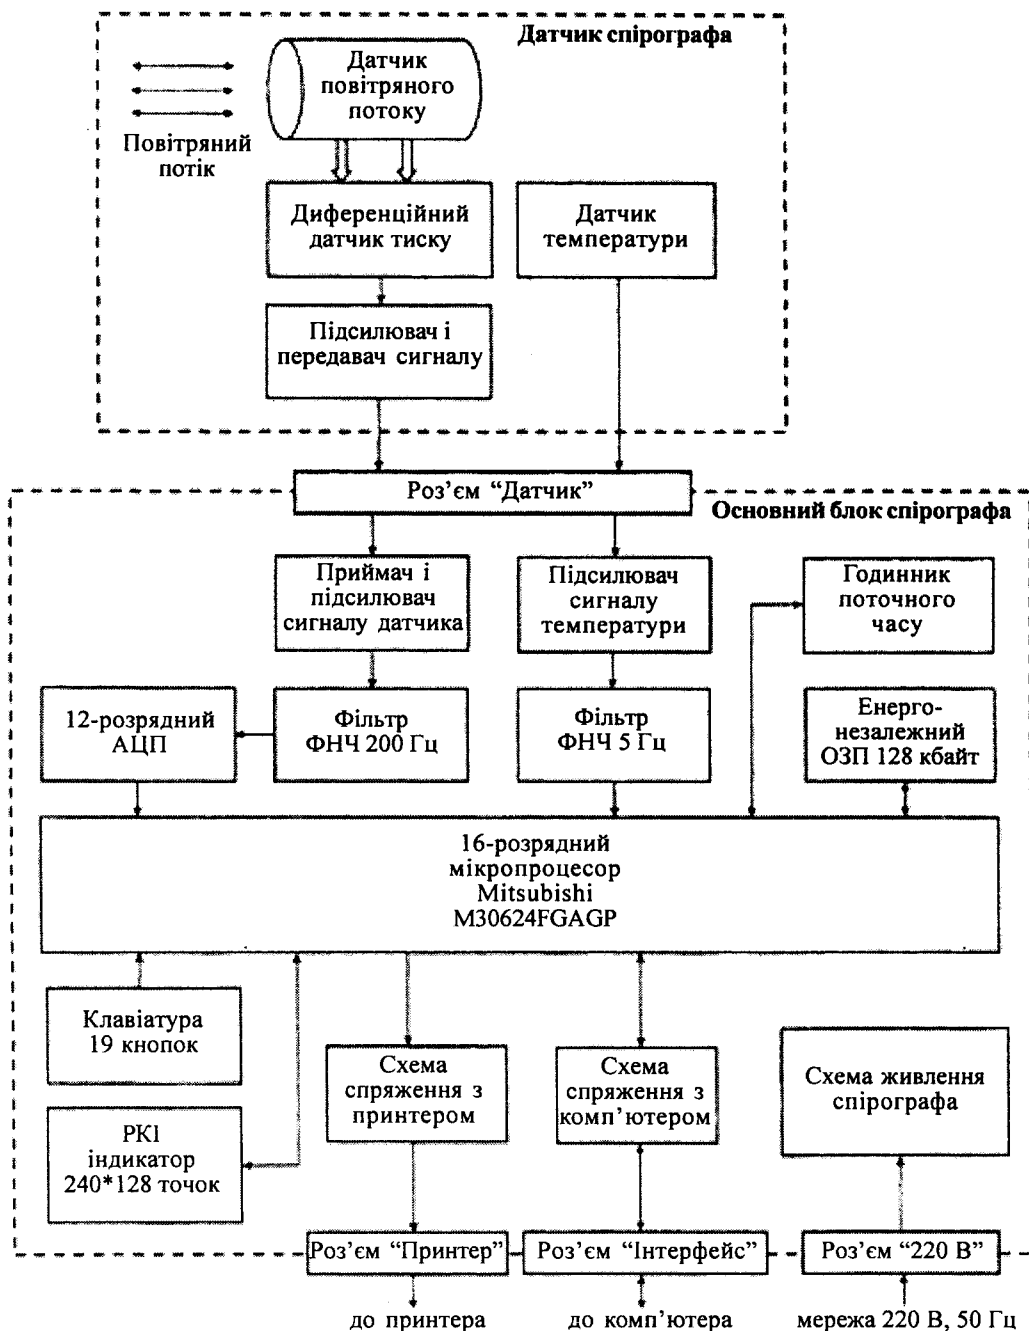 Датчик спірографа
Датчик
повітряного
потоку
Повітряний
потік
Диференційний
датчик тиску
Датчик
температури
Підсилювач і
передавач сигналу
Роз’єм “Датчик”
Основний блок спірографа
Приймач і
підсилювач
сигналу датчика
Підсилювач
сигналу
температури
Годинник
поточного
часу
12-розрядний
АЦП
Фільтр
ФНЧ 200 Гц
Фільтр
ФНЧ 5 Гц
Енерго-
незалежний
ОЗП 128 кбайт
16-розрядний
мікропроцесор
Mitsubishi
M30624FGAGP
Клавіатура
19 кнопок
РКІ
індикатор
240*128 точок
Схема
спряження з
принтером
Схема
спряження з
комп’ютером
Схема живлення
спірографа
Роз’єм “Принтер”
Роз’єм “Інтерфейс”
Роз’єм “220 В”
до принтера
до комп’ютера
мережа 220 В, 50 Гц